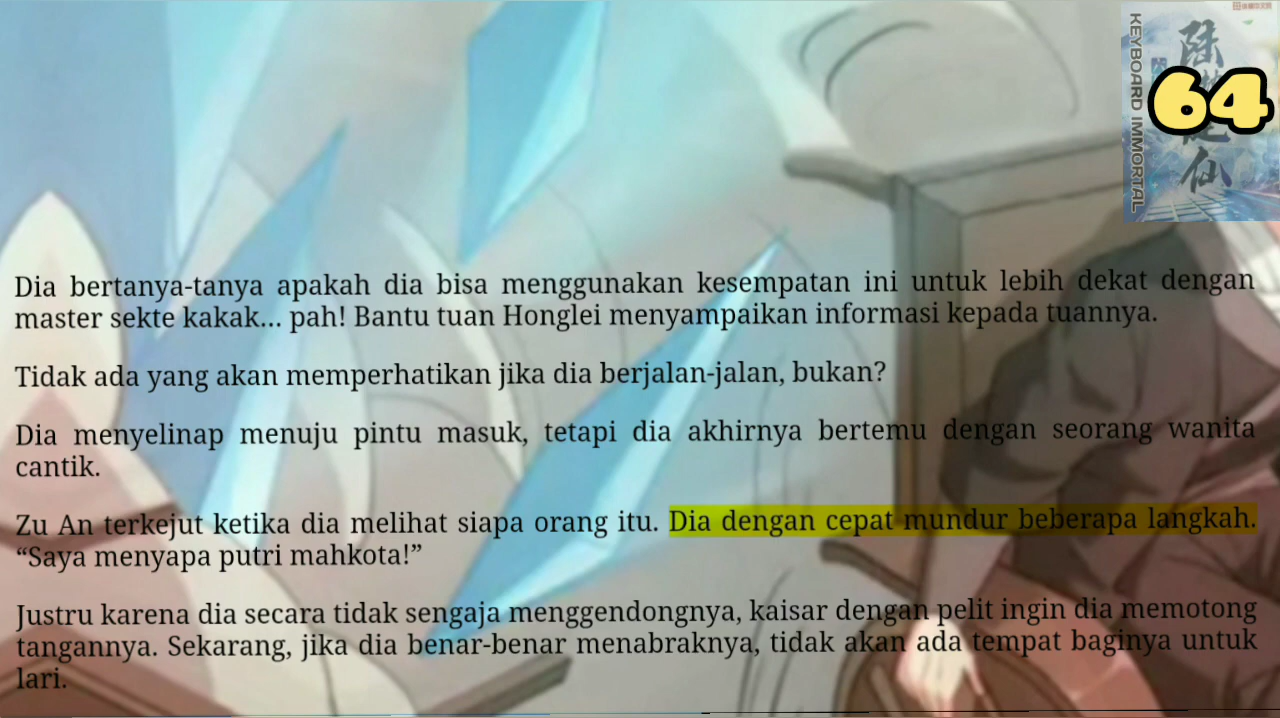 KEYBOARD IMMORTAL
64
仙
Dia bertanya-tanya apakah dia bisa menggunakan kesempatan ini untuk lebih dekat dengan
master sekte kakak... pah! Bantu tuan Honglei menyampaikan informasi kepada tuannya.
Tidak ada yang akan memperhatikan jika dia berjalan-jalan, bukan?
Dia menyelinap menuju pintu masuk, tetapi dia akhirnya bertemu dengan seorang wanita
cantik.
Zu An terkejut ketika dia melihat siapa orang itu. Dia dengan cepat mundur beberapa langkah.
“Saya menyapa putri mahkota!”
Justru karena dia secara tidak sengaja menggendongnya, kaisar dengan pelit ingin dia memotong
tangannya. Sekarang, jika dia benar-benar menabraknya, tidak akan ada tempat baginya untuk
lari.